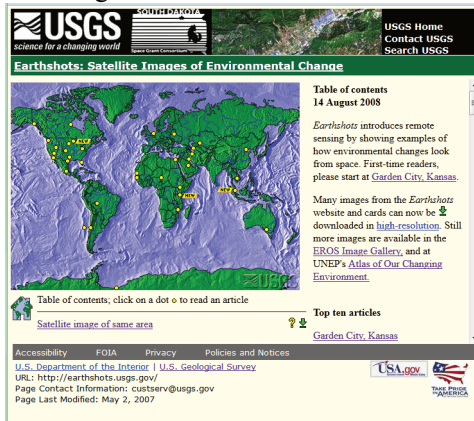 USGS
science for a changing world
SOUTH DAKOTA
Space Grant Consortium
USGS Home
Contact USGS
Search USGS
Earthshots: Satellite Images of Environmental Change
Table of contents
14 August 2008
Earthshots introduces remote
sensing by showing examples of
how environmental changes look
from space. First-time readers,
please start at Garden City, Kansas.
Many images from the Earthshots
website and cards can now be
downloaded in high-resolution. Still
more images are available in the
EROS Image Gallery, and at
UNEP's Atlas of Our Changing
Environment.
Top ten articles
Garden City, Kansas
NEW
NEW
NEW
USGS
Table of contents; click on a dot to read an article
Satellite image of same area
?
Accessibility FOIA Privacy Policies and Notices
U.S. Department of the Interior | U.S. Geological Survey
URL: http://earthshots.usgs.gov/
Page Contact Information: custserv@usgs.gov
Page Last Modified: May 2, 2007
USA.gov
TAKE PRIDE
IN AMERICA